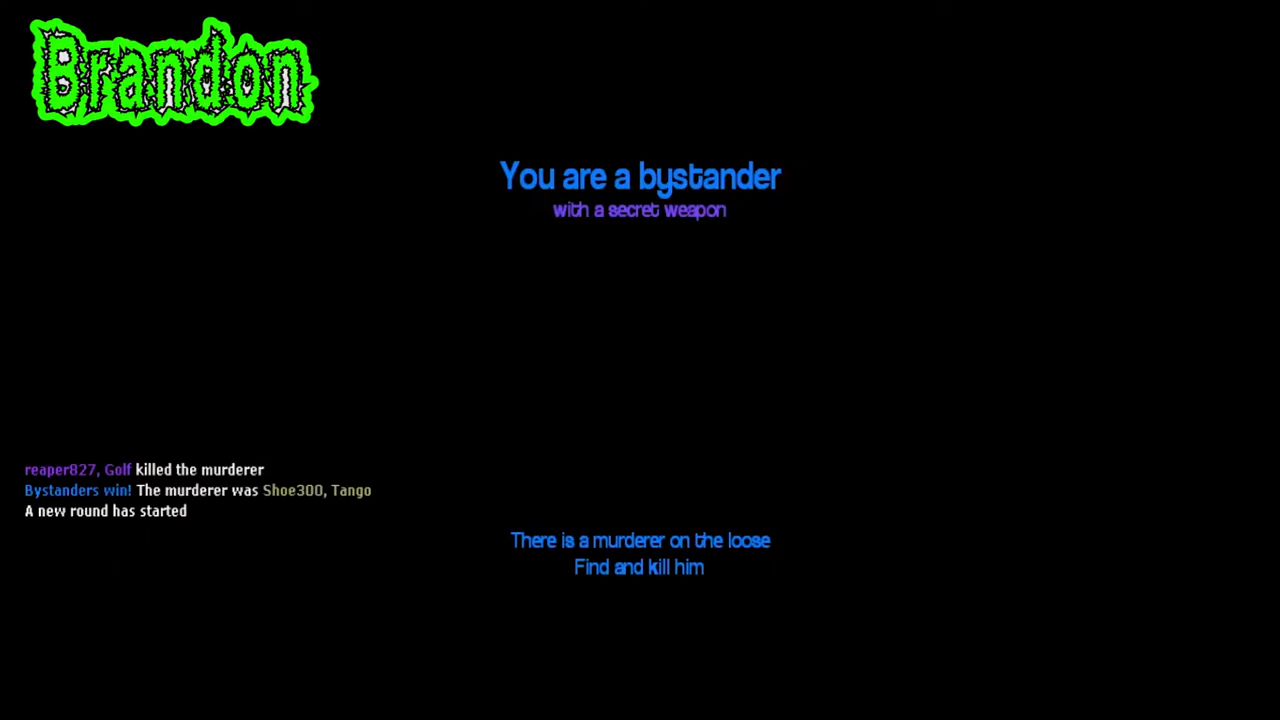 Brandon
You are a bystander
with a secret weapon
reaper827, Golf killed the murderer
Bystanders win! The murderer was Shoe300, Tango
A new round has started
There is a murderer on the loose
Find and kill him